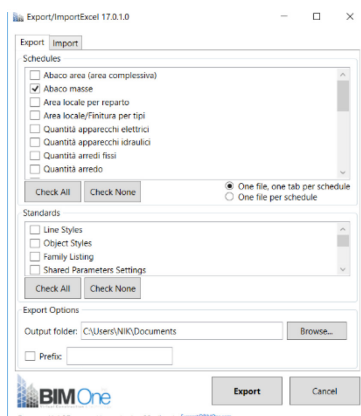 Export/ImportExcel 17.0.1.0
Export Import
Schedules
Abaco area (area complessiva)
Abaco masse
Area locale per reparto
Area locale/Finitura per tipi
Quantità apparecchi elettrici
Quantità apparecchi idraulici
Quantità arredi fissi
Quantità arredo
Check All Check None
One file, one tab per schedule
One file per schedule
Standards
Line Styles
Object Styles
Family Listing
Shared Parameters Settings
Check All Check None
Export Options
Output folder: C:\Users\NIK\Documents Browse...
Prefix:
BIM One Export Cancel